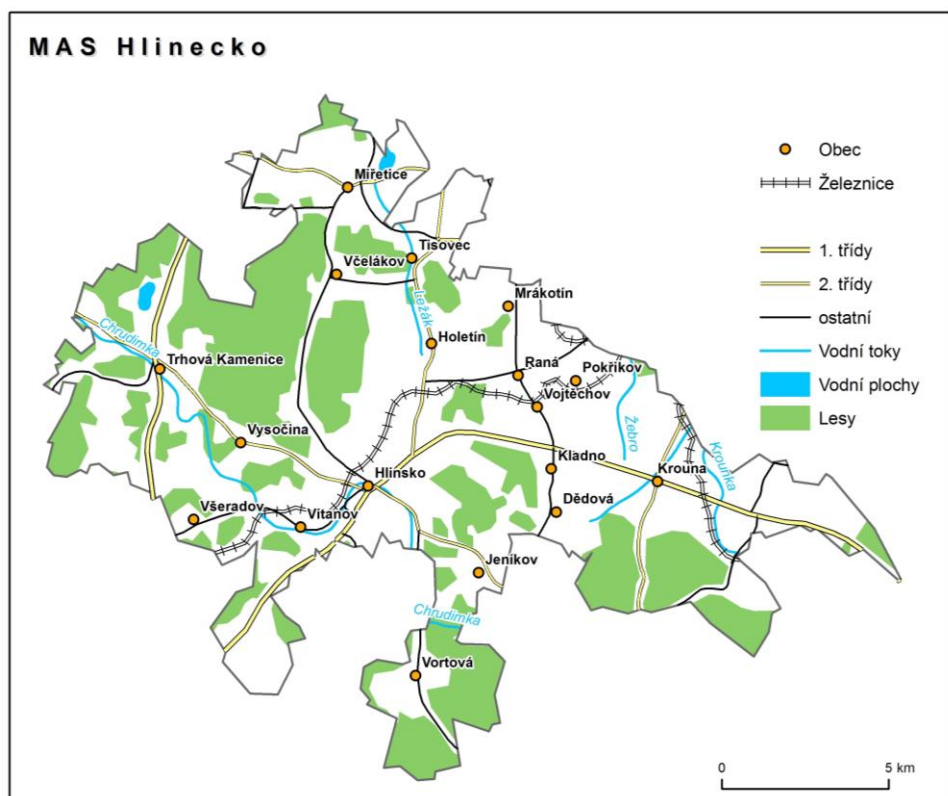 MAS Hlinecko
Obec
Železnice
1. třídy
2. třídy
ostatní
Vodní toky
Vodní plochy
Lesy
Miřetice
Tisovec
Včelákov
Mrákotín
Ležák
Holetín
Chrudimka
Trhová Kamenice
Raná
Pokřikov
Vojtěchov
Vysočina
Žebro
Kladno
Krouna
Krouňka
Hlinsko
Všeradov
Vítanov
Dědová
Jeníkov
Chrudimka
Vortová
0 5 km